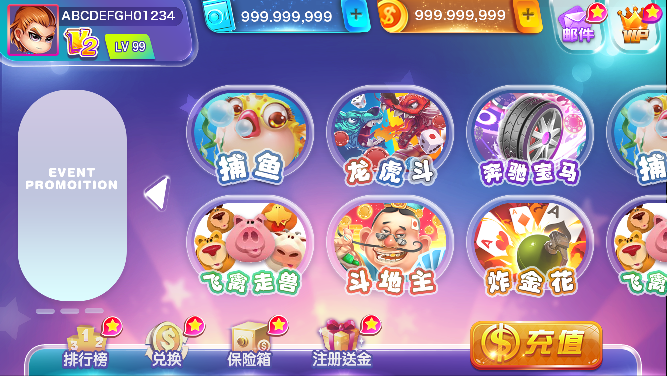 ABCDEFGH01234
V2
LV 99
999,999,999
999.999,999
邮件
VIP
EVENT
PROMOITION
捕鱼
龙虎斗
奔驰宝马
捕
飞禽走兽
斗地主
炸金花
飞
排行榜
兑换
保险箱
注册送金
充值